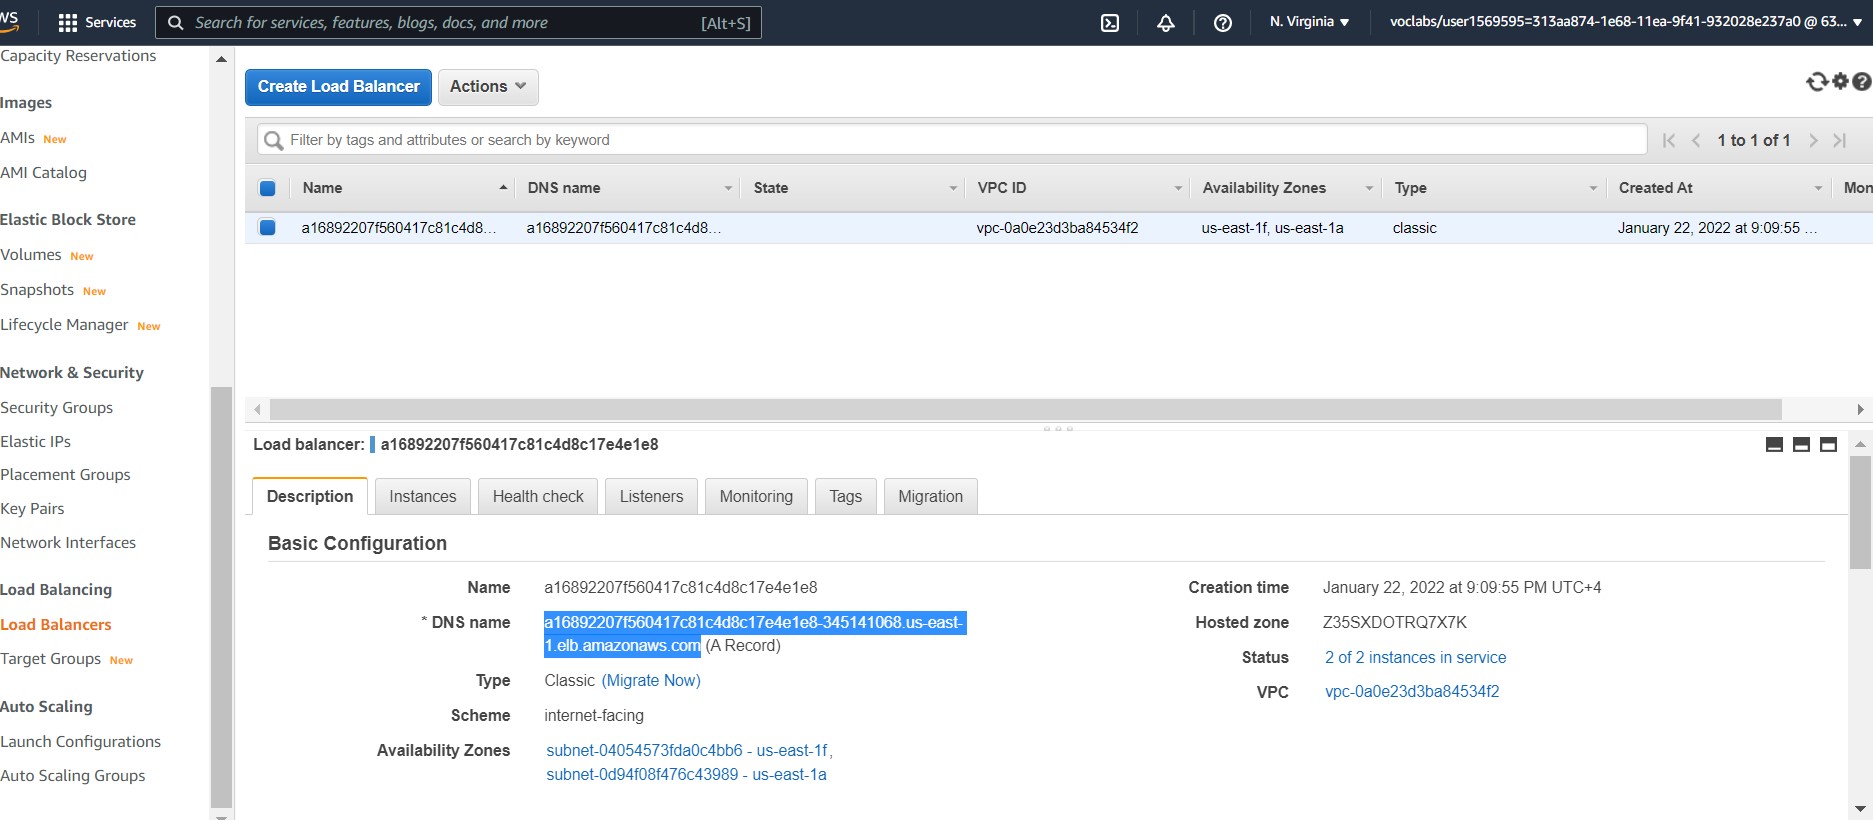 ws
Services
Search for services, features, blogs, docs, and more
[Alt+S]
N. Virginia
voclabs/user1569595=313aa874-1e68-11ea-9f41-932028e237a0 @ 63...
Capacity Reservations
Images
AMIs New
AMI Catalog
Elastic Block Store
Volumes New
Snapshots New
Lifecycle Manager New
Network & Security
Security Groups
Elastic IPs
Placement Groups
Key Pairs
Network Interfaces
Load Balancing
Load Balancers
Target Groups New
Auto Scaling
Launch Configurations
Auto Scaling Groups
Create Load Balancer
Actions
Filter by tags and attributes or search by keyword
1 to 1 of 1
Name DNS name State VPC ID Availability Zones Type Created At Mon
a16892207f560417c81c4d8... a16892207f560417c81c4d8... vpc-0a0e23d3ba84534f2 us-east-1f, us-east-1a classic January 22, 2022 at 9:09:55 ...
Load balancer: a16892207f560417c81c4d8c17e4e1e8
Description Instances Health check Listeners Monitoring Tags Migration
Basic Configuration
Name a16892207f560417c81c4d8c17e4e1e8
* DNS name a16892207f560417c81c4d8c17e4e1e8-345141068.us-east-
1.elb.amazonaws.com (A Record)
Type Classic (Migrate Now)
Scheme internet-facing
Availability Zones subnet-04054573fda0c4bb6 - us-east-1f,
subnet-0d94f08f476c43989 - us-east-1a
Creation time January 22, 2022 at 9:09:55 PM UTC+4
Hosted zone Z35SXDOTRQ7X7K
Status 2 of 2 instances in service
VPC vpc-0a0e23d3ba84534f2